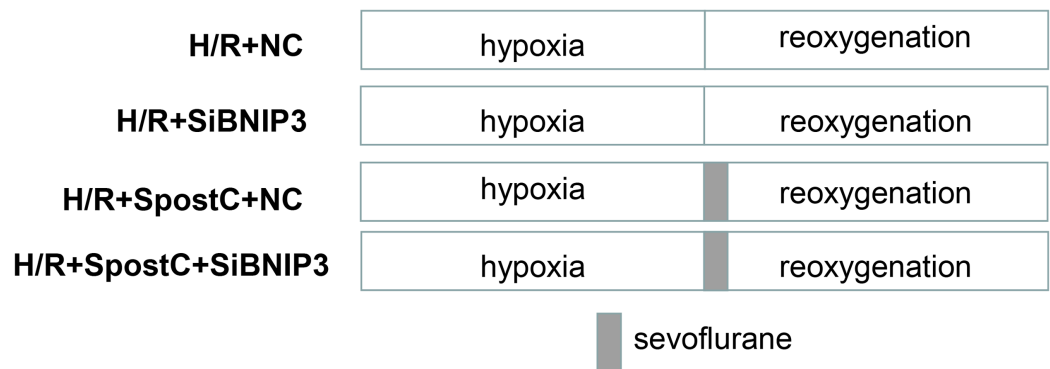 H/R+NC hypoxia reoxygenation
H/R+SiBNIP3 hypoxia reoxygenation
H/R+SpostC+NC hypoxia reoxygenation
H/R+SpostC+SiBNIP3 hypoxia reoxygenation
sevoflurane